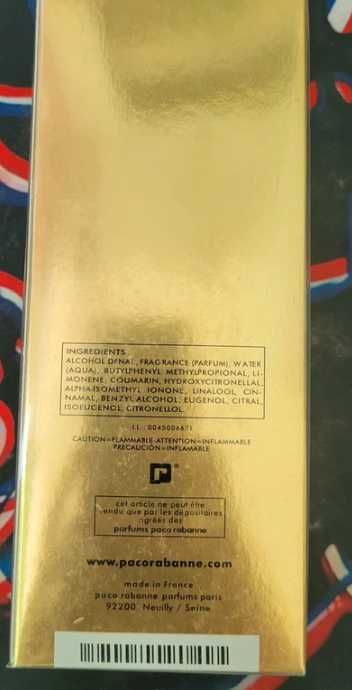 INGREDIENTS
ALCOHOL DENAT., FRAGRANCE (PARFUM), WATER
(AQUA), BUTYLPHENYL METHYLPROPIONAL, LI-
MONENE, COUMARIN, HYDROXYCITRONELLAL,
ALPHA-ISOMETHYL IONONE, LINALOOL, CIN-
NAMAL, BENZYL ALCOHOL, EUGENOL, CITRAL,
ISOEUGENOL, CITRONELLOL.
I.L.: 0045006671
CAUTION=FLAMMABLE-ATTENTION=INFLAMMABLE
PRECAUCIÓN=INFLAMABLE
cet article ne peut être
vendu que par les dépositaires
agréés des
parfums paco rabanne
www.pacorabanne.com
made in France
paco rabanne parfums paris
92200, Neuilly / Seine